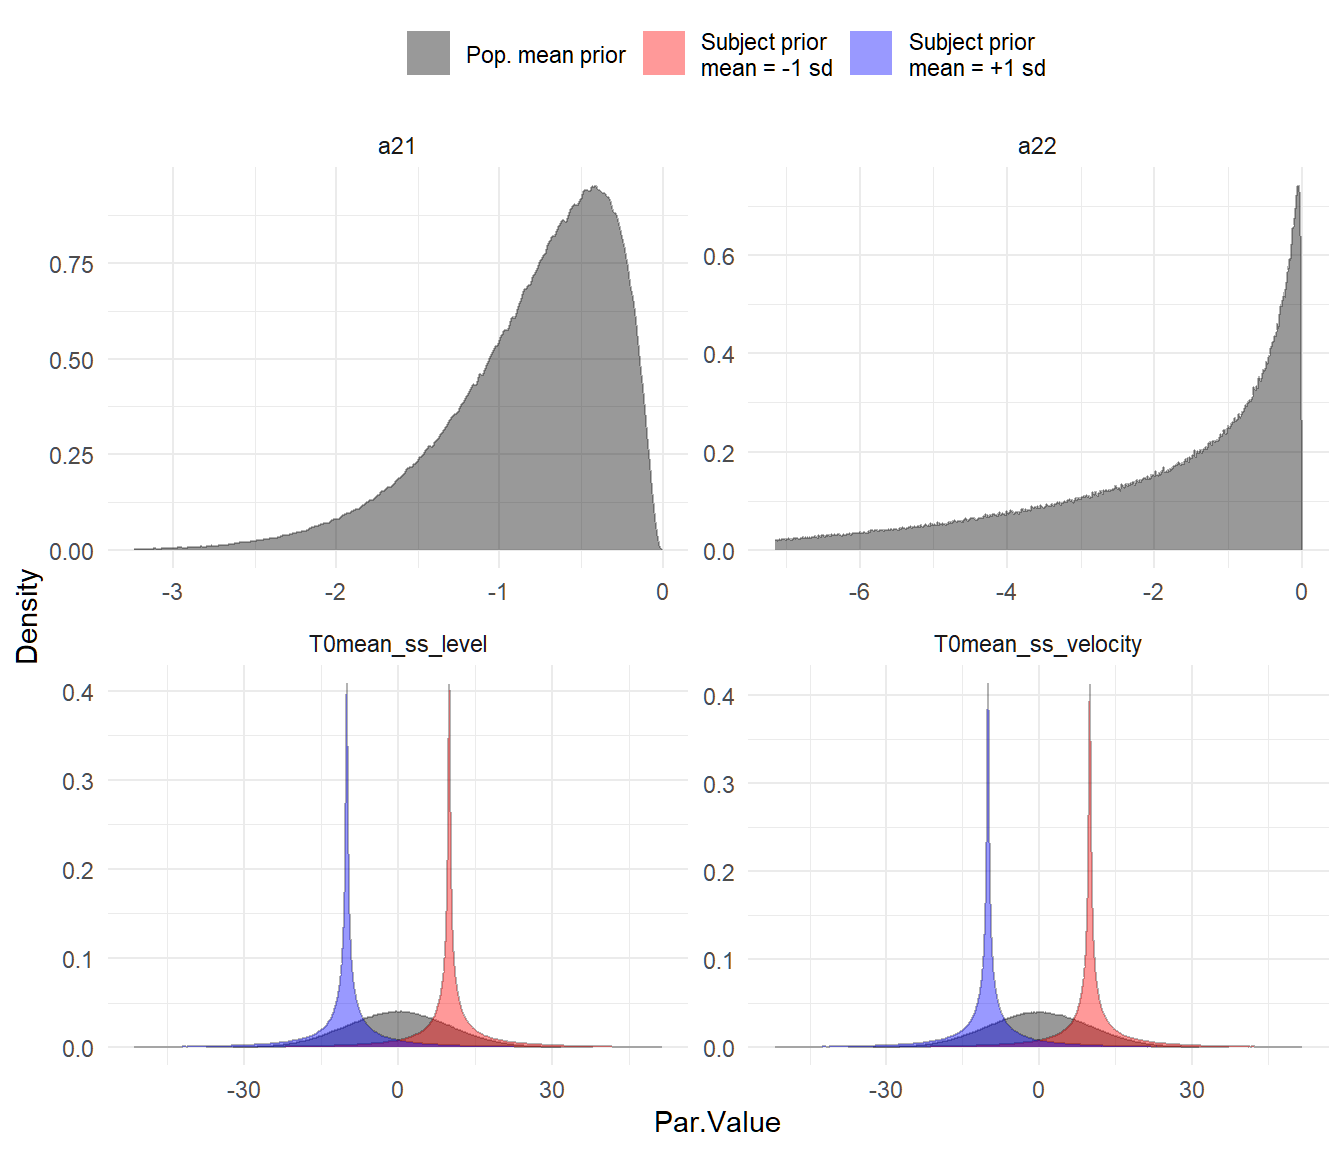 Pop. mean prior
Subject prior
mean = -1 sd
Subject prior
mean = +1 sd
a21
a22
0.75
0.50
0.25
0.00
-3 -2 -1 0
0.6
0.4
0.2
0.0
-6 -4 -2 0
Density
T0mean_ss_level
T0mean_ss_velocity
0.4
0.3
0.2
0.1
0.0
-30 0 30
0.4
0.3
0.2
0.1
0.0
-30 0 30
Par.Value